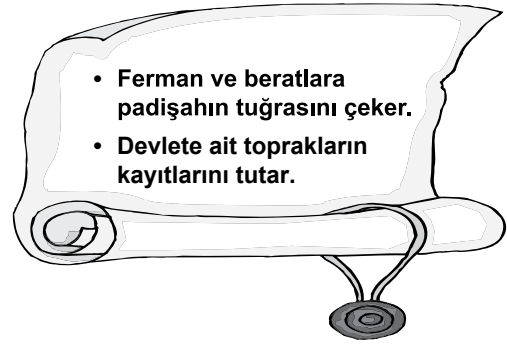 • Ferman ve beratlara
padişahın tuğrasını çeker.
• Devlete ait toprakların
kayıtlarını tutar.